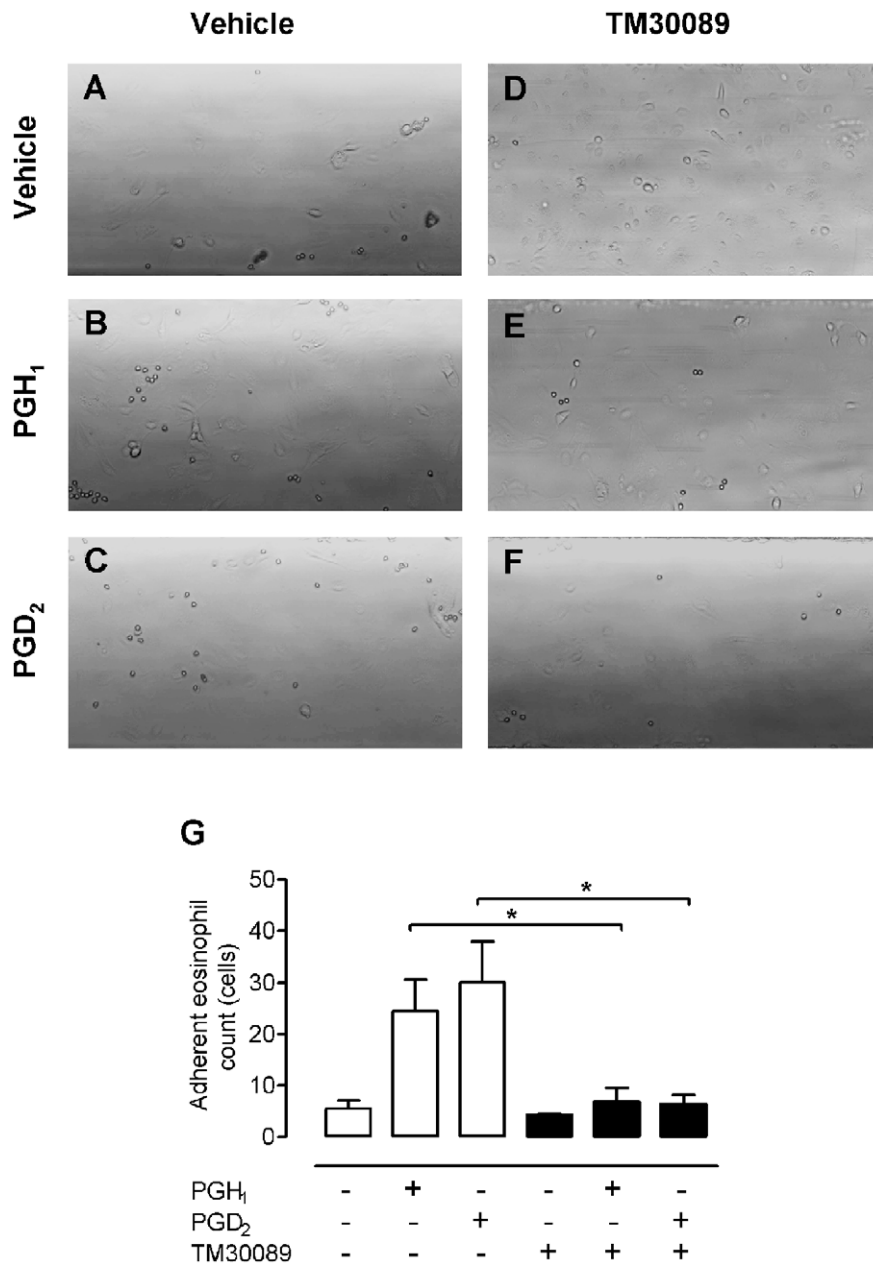 Vehicle TM30089
Vehicle
A
D
PGH₁
B
E
PGD₂
C
F
G
Adherent eosinophil
count (cells)
50
40
30
20
10
0
*
*
PGH₁ - + - - + -
PGD₂ - - + - - +
TM30089 - - - + + +